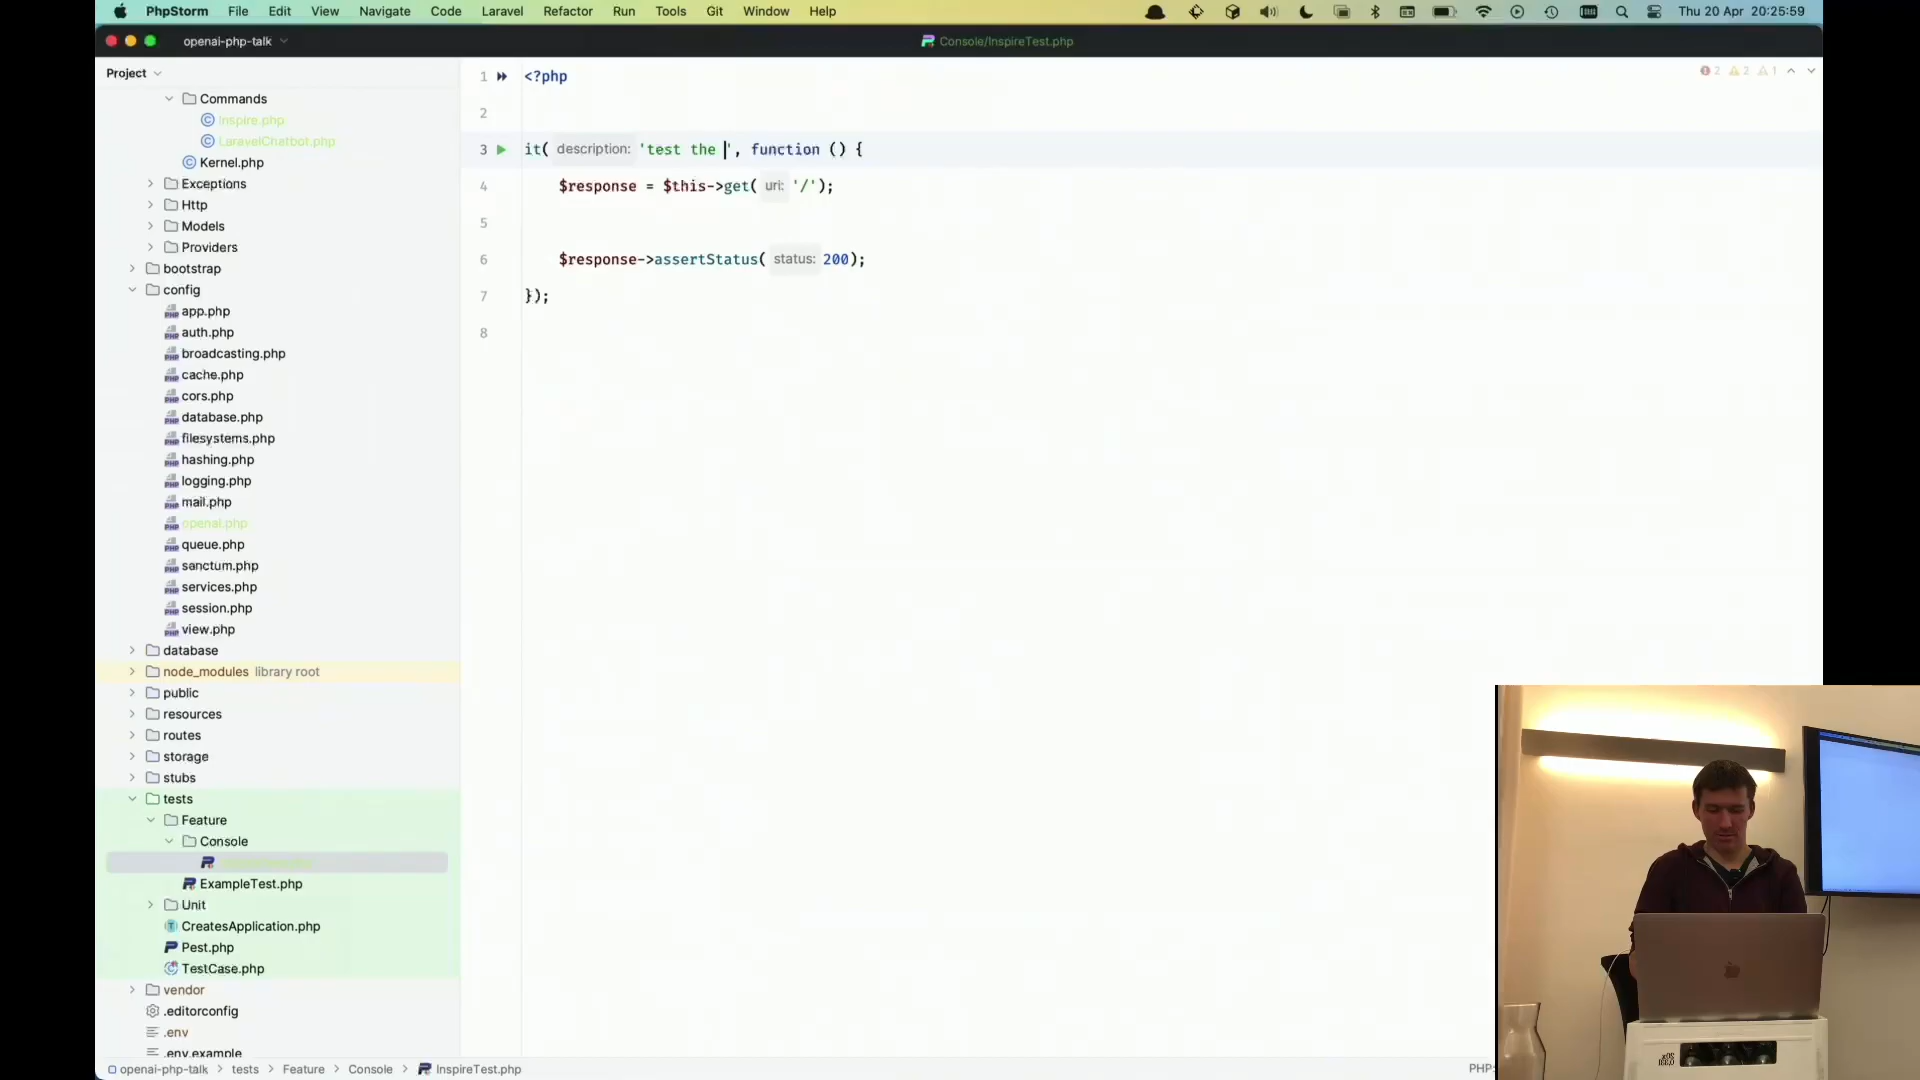 PhpStorm File Edit View Navigate Code Laravel Refactor Run Tools Git Window Help Thu 20 Apr 20:25:59
openai-php-talk
Console/InspireTest.php
Project
Commands
Inspire.php
LaravelChatbot.php
Kernel.php
Exceptions
Http
Models
Providers
bootstrap
config
app.php
auth.php
broadcasting.php
cache.php
cors.php
database.php
filesystems.php
hashing.php
logging.php
mail.php
openai.php
queue.php
sanctum.php
services.php
session.php
view.php
database
node_modules library root
public
resources
routes
storage
stubs
tests
Feature
Console
ExampleTest.php
Unit
CreatesApplication.php
Pest.php
TestCase.php
vendor
.editorconfig
.env
.env.example
1 <?php
2
3 it( description: 'test the ', function () {
4 $response = $this->get( uri: '/');
5
6 $response->assertStatus( status: 200);
7 });
8
2 2 1
openai-php-talk > tests > Feature > Console > InspireTest.php
PHP: